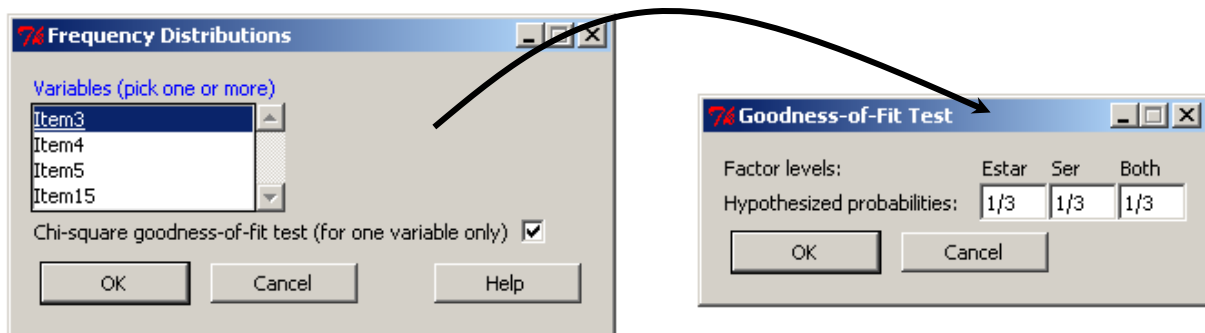 Frequency Distributions
Variables (pick one or more)
Item3
Item4
Item5
Item15
Chi-square goodness-of-fit test (for one variable only)
OK Cancel Help
Goodness-of-Fit Test
Factor levels: Estar Ser Both
Hypothesized probabilities: 1/3 1/3 1/3
OK Cancel